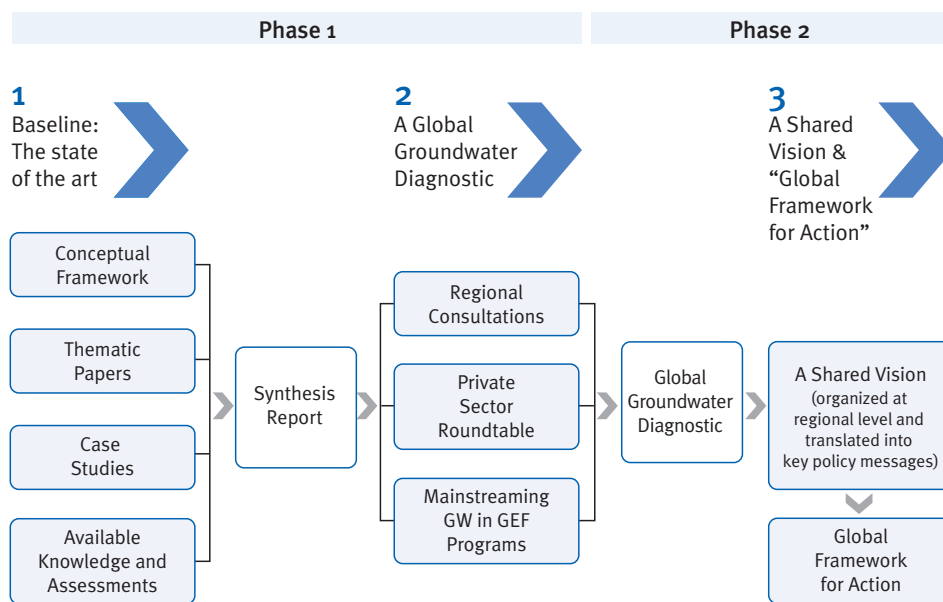 Phase 1
Phase 2
1
Baseline:
The state
of the art
2
A Global
Groundwater
Diagnostic
3
A Shared
Vision &
“Global
Framework
for Action”
Conceptual
Framework
Thematic
Papers
Case
Studies
Available
Knowledge and
Assessments
Synthesis
Report
Regional
Consultations
Private
Sector
Roundtable
Mainstreaming
GW in GEF
Programs
Global
Groundwater
Diagnostic
A Shared Vision
(organized at
regional level and
translated into
key policy messages)
Global
Framework
for Action